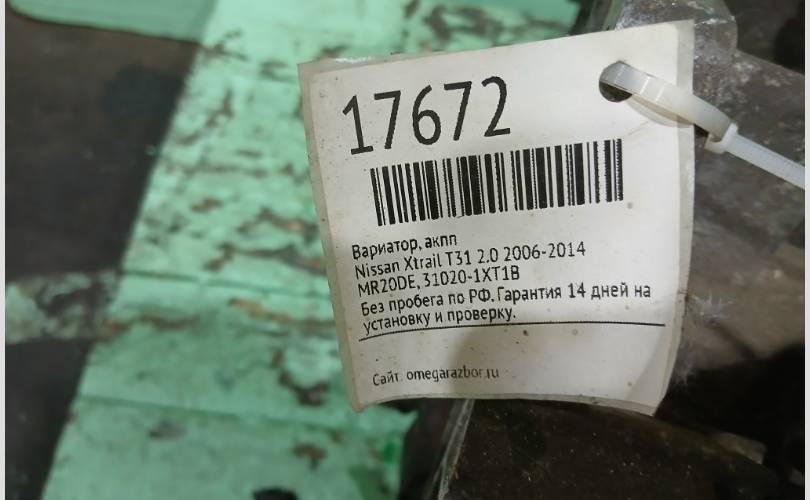 17672
Вариатор, акпп
Nissan Xtrail T31 2.0 2006-2014
MR20DE, 31020-1XT1B
Без пробега по РФ. Гарантия 14 дней на
установку и проверку.
Сайт: omegarazbor.ru